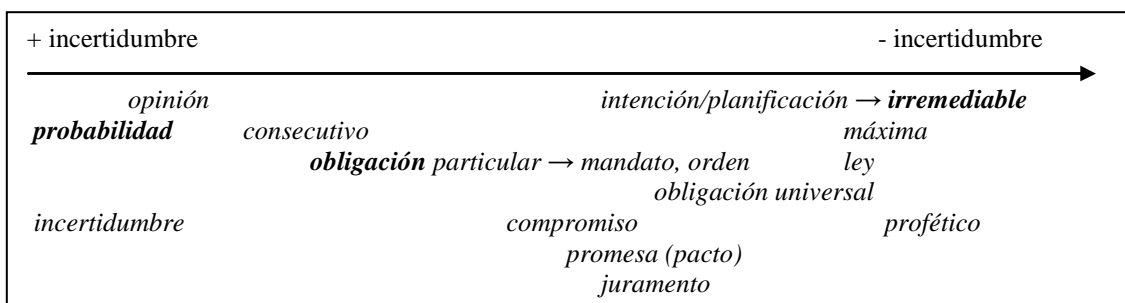 + incertidumbre - incertidumbre
opinión intención/planificación → irremediable
probabilidad consecutivo máxima
obligación particular → mandato, orden ley
obligación universal
incertidumbre compromiso profético
promesa (pacto)
juramento